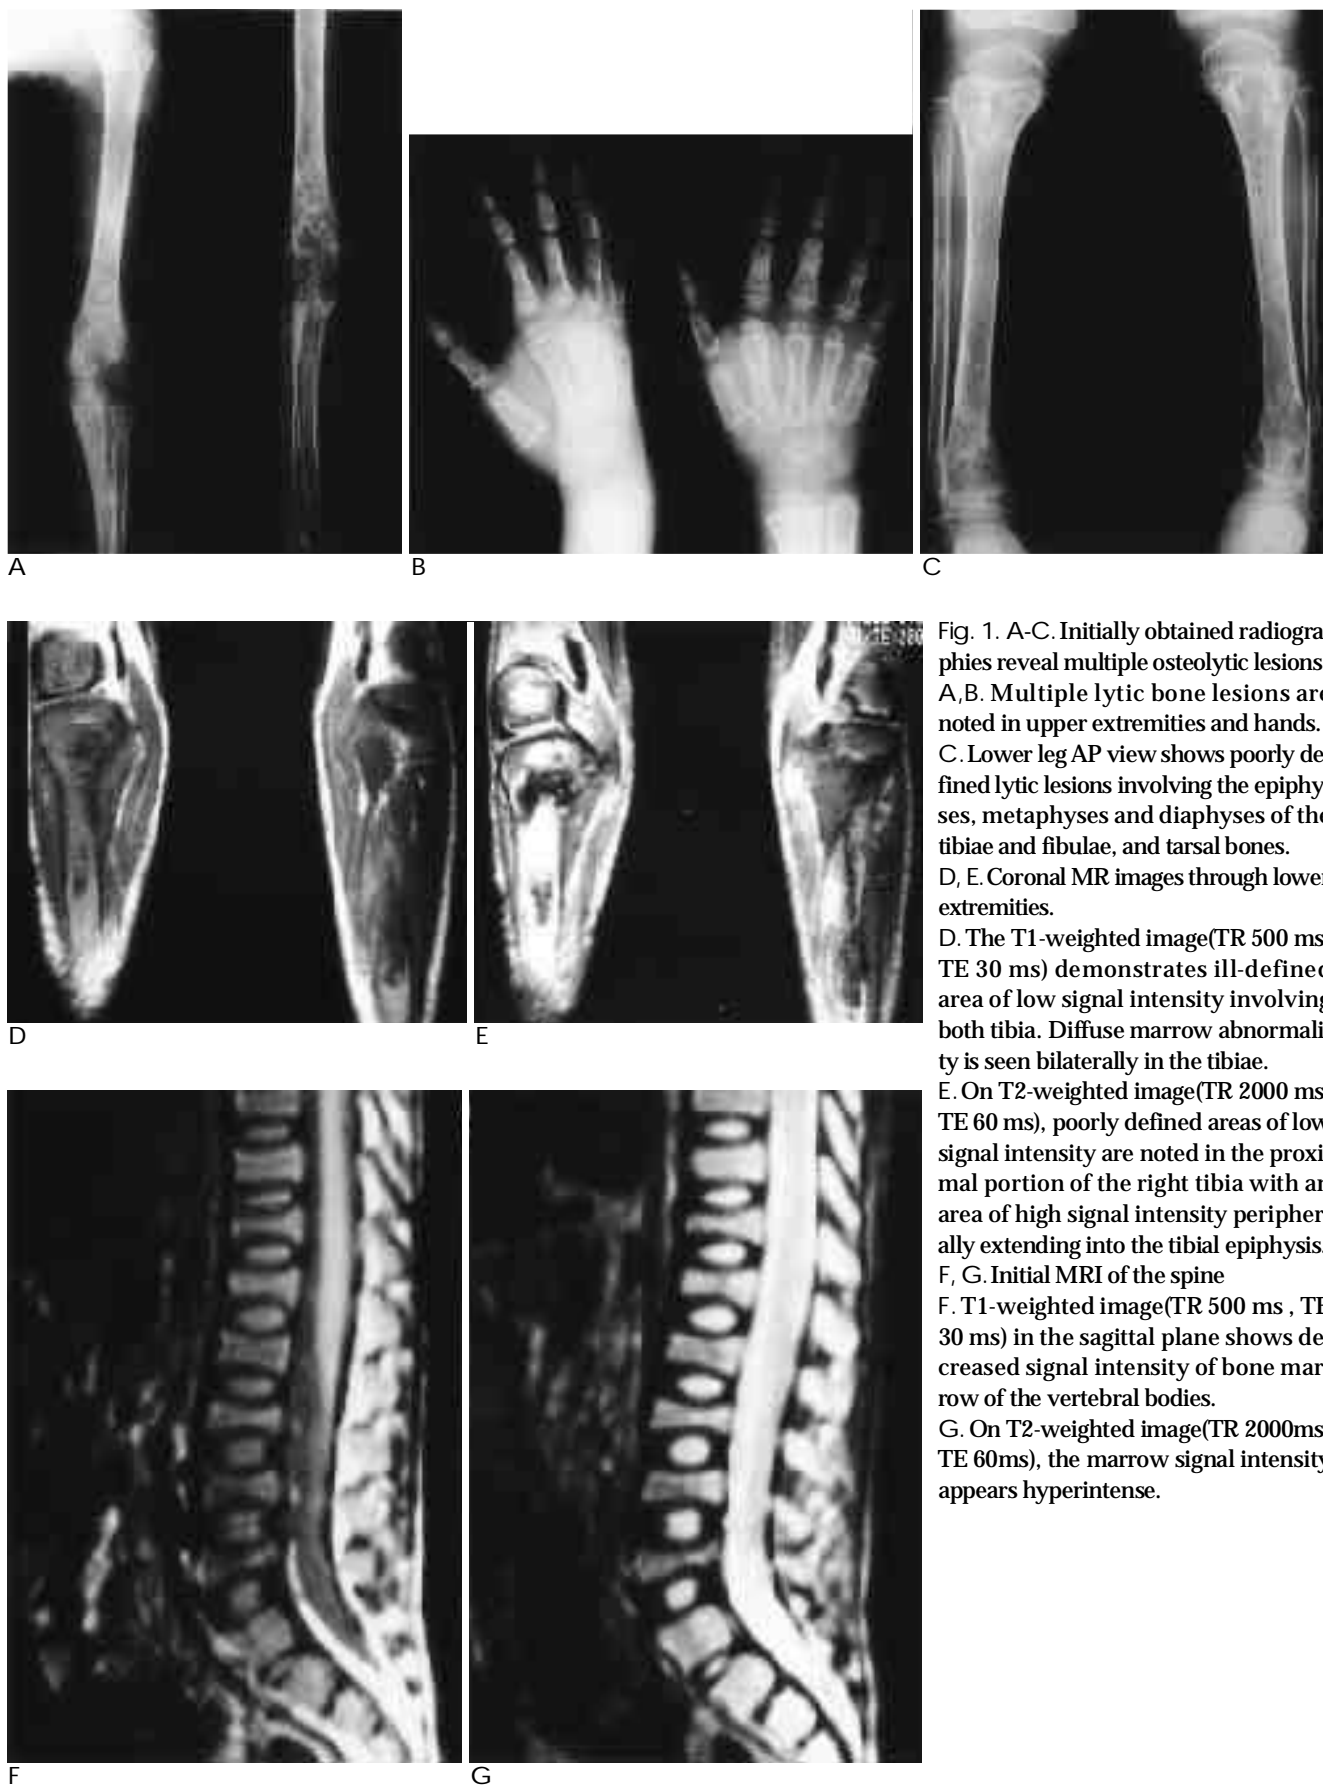 A
B
C
D
E
F
G
Fig. 1. A-C. Initially obtained radiogra
phies reveal multiple osteolytic lesions
A,B. Multiple lytic bone lesions are
noted in upper extremities and hands.
C. Lower leg AP view shows poorly de
fined lytic lesions involving the epiphy
ses, metaphyses and diaphyses of the
tibiae and fibulae, and tarsal bones.
D, E. Coronal MR images through lower
extremities.
D. The T1-weighted image(TR 500 ms
TE 30 ms) demonstrates ill-defined
area of low signal intensity involving
both tibia. Diffuse marrow abnormali
ty is seen bilaterally in the tibiae.
E. On T2-weighted image(TR 2000 ms
TE 60 ms), poorly defined areas of low
signal intensity are noted in the proxi
mal portion of the right tibia with an
area of high signal intensity peripher
ally extending into the tibial epiphysis.
F, G. Initial MRI of the spine
F. T1-weighted image(TR 500 ms , TE
30 ms) in the sagittal plane shows de
creased signal intensity of bone mar
row of the vertebral bodies.
G. On T2-weighted image(TR 2000ms
TE 60ms), the marrow signal intensity
appears hyperintense.